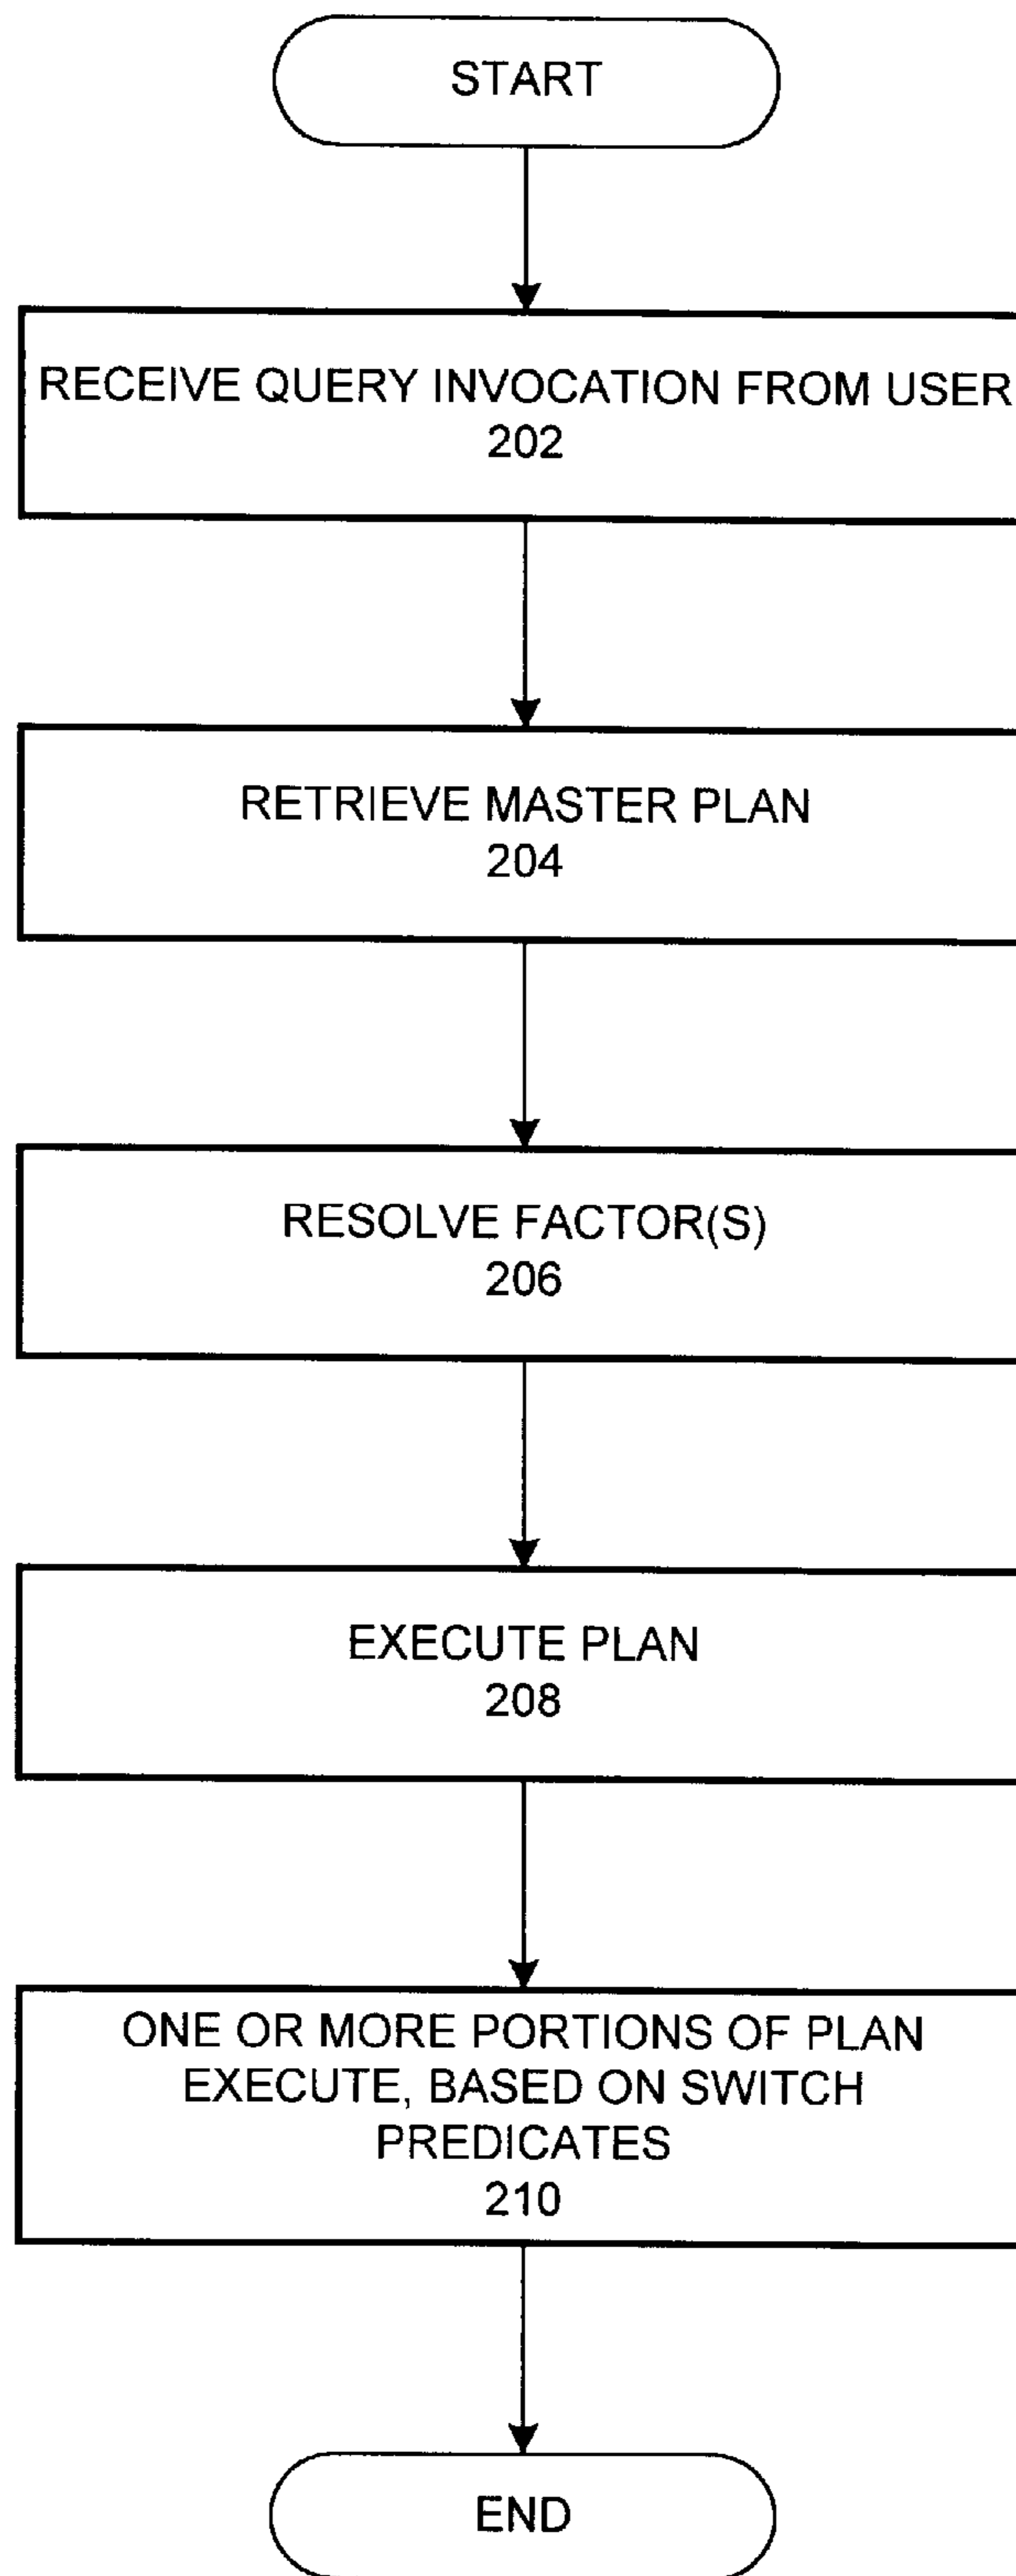 START
RECEIVE QUERY INVOCATION FROM USER
202
RETRIEVE MASTER PLAN
204
RESOLVE FACTOR(S)
206
EXECUTE PLAN
208
ONE OR MORE PORTIONS OF PLAN
EXECUTE, BASED ON SWITCH
PREDICATES
210
END